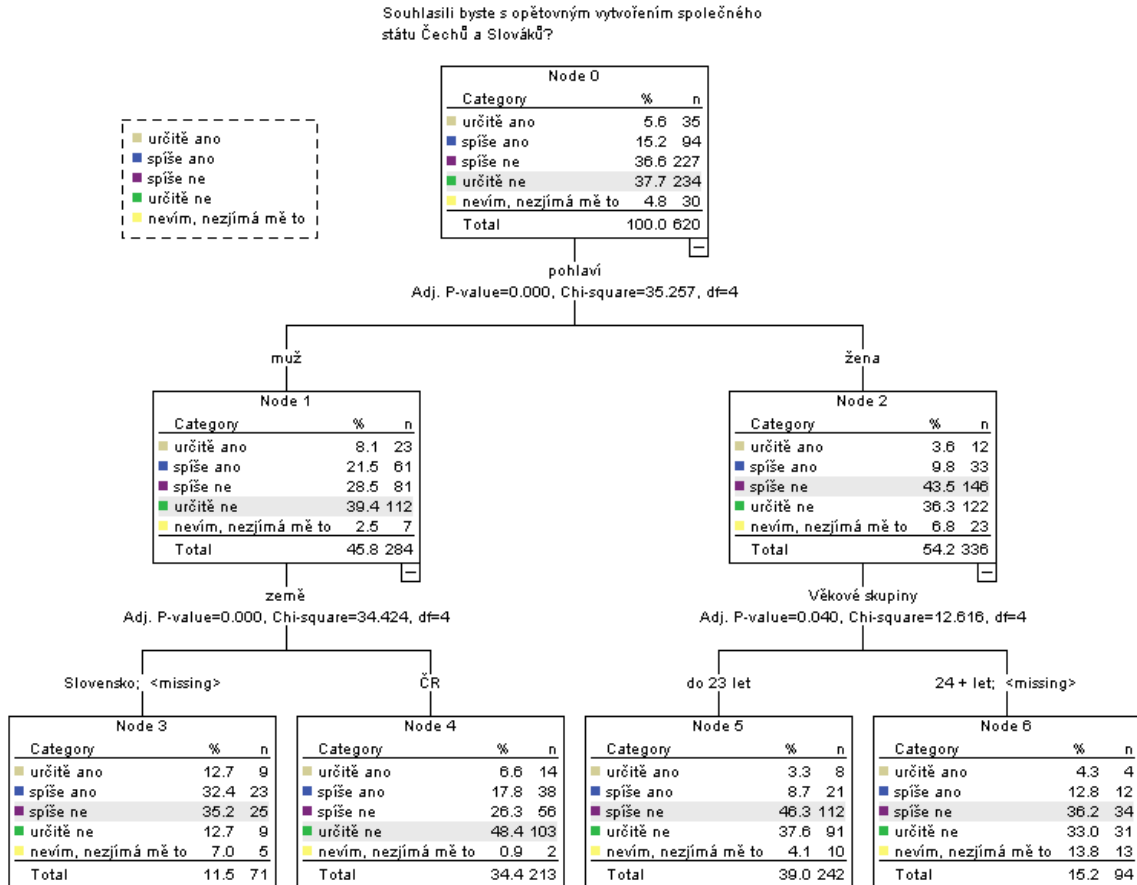 Souhlasili byste s opětovným vytvořením společného
státu Čechů a Slováků?
určitě ano
spíše ano
spíše ne
určitě ne
nevím, nezjímá mě to
Node 0
Category % n
určitě ano 5.6 35
spíše ano 15.2 94
spíše ne 36.6 227
určitě ne 37.7 234
nevím, nezjímá mě to 4.8 30
Total 100.0 620
pohlaví
Adj. P-value=0.000, Chi-square=35.257, df=4
muž
žena
Node 1
Category % n
určitě ano 8.1 23
spíše ano 21.5 61
spíše ne 28.5 81
určitě ne 39.4 112
nevím, nezjímá mě to 2.5 7
Total 45.8 284
Node 2
Category % n
určitě ano 3.6 12
spíše ano 9.8 33
spíše ne 43.5 146
určitě ne 36.3 122
nevím, nezjímá mě to 6.8 23
Total 54.2 336
země
Adj. P-value=0.000, Chi-square=34.424, df=4
Věkové skupiny
Adj. P-value=0.040, Chi-square=12.616, df=4
Slovensko; <missing>
ČR
do 23 let
24 + let; <missing>
Node 3
Category % n
určitě ano 12.7 9
spíše ano 32.4 23
spíše ne 35.2 25
určitě ne 12.7 9
nevím, nezjímá mě to 7.0 5
Total 11.5 71
Node 4
Category % n
určitě ano 6.6 14
spíše ano 17.8 38
spíše ne 26.3 56
určitě ne 48.4 103
nevím, nezjímá mě to 0.9 2
Total 34.4 213
Node 5
Category % n
určitě ano 3.3 8
spíše ano 8.7 21
spíše ne 46.3 112
určitě ne 37.6 91
nevím, nezjímá mě to 4.1 10
Total 39.0 242
Node 6
Category % n
určitě ano 4.3 4
spíše ano 12.8 12
spíše ne 36.2 34
určitě ne 33.0 31
nevím, nezjímá mě to 13.8 13
Total 15.2 94